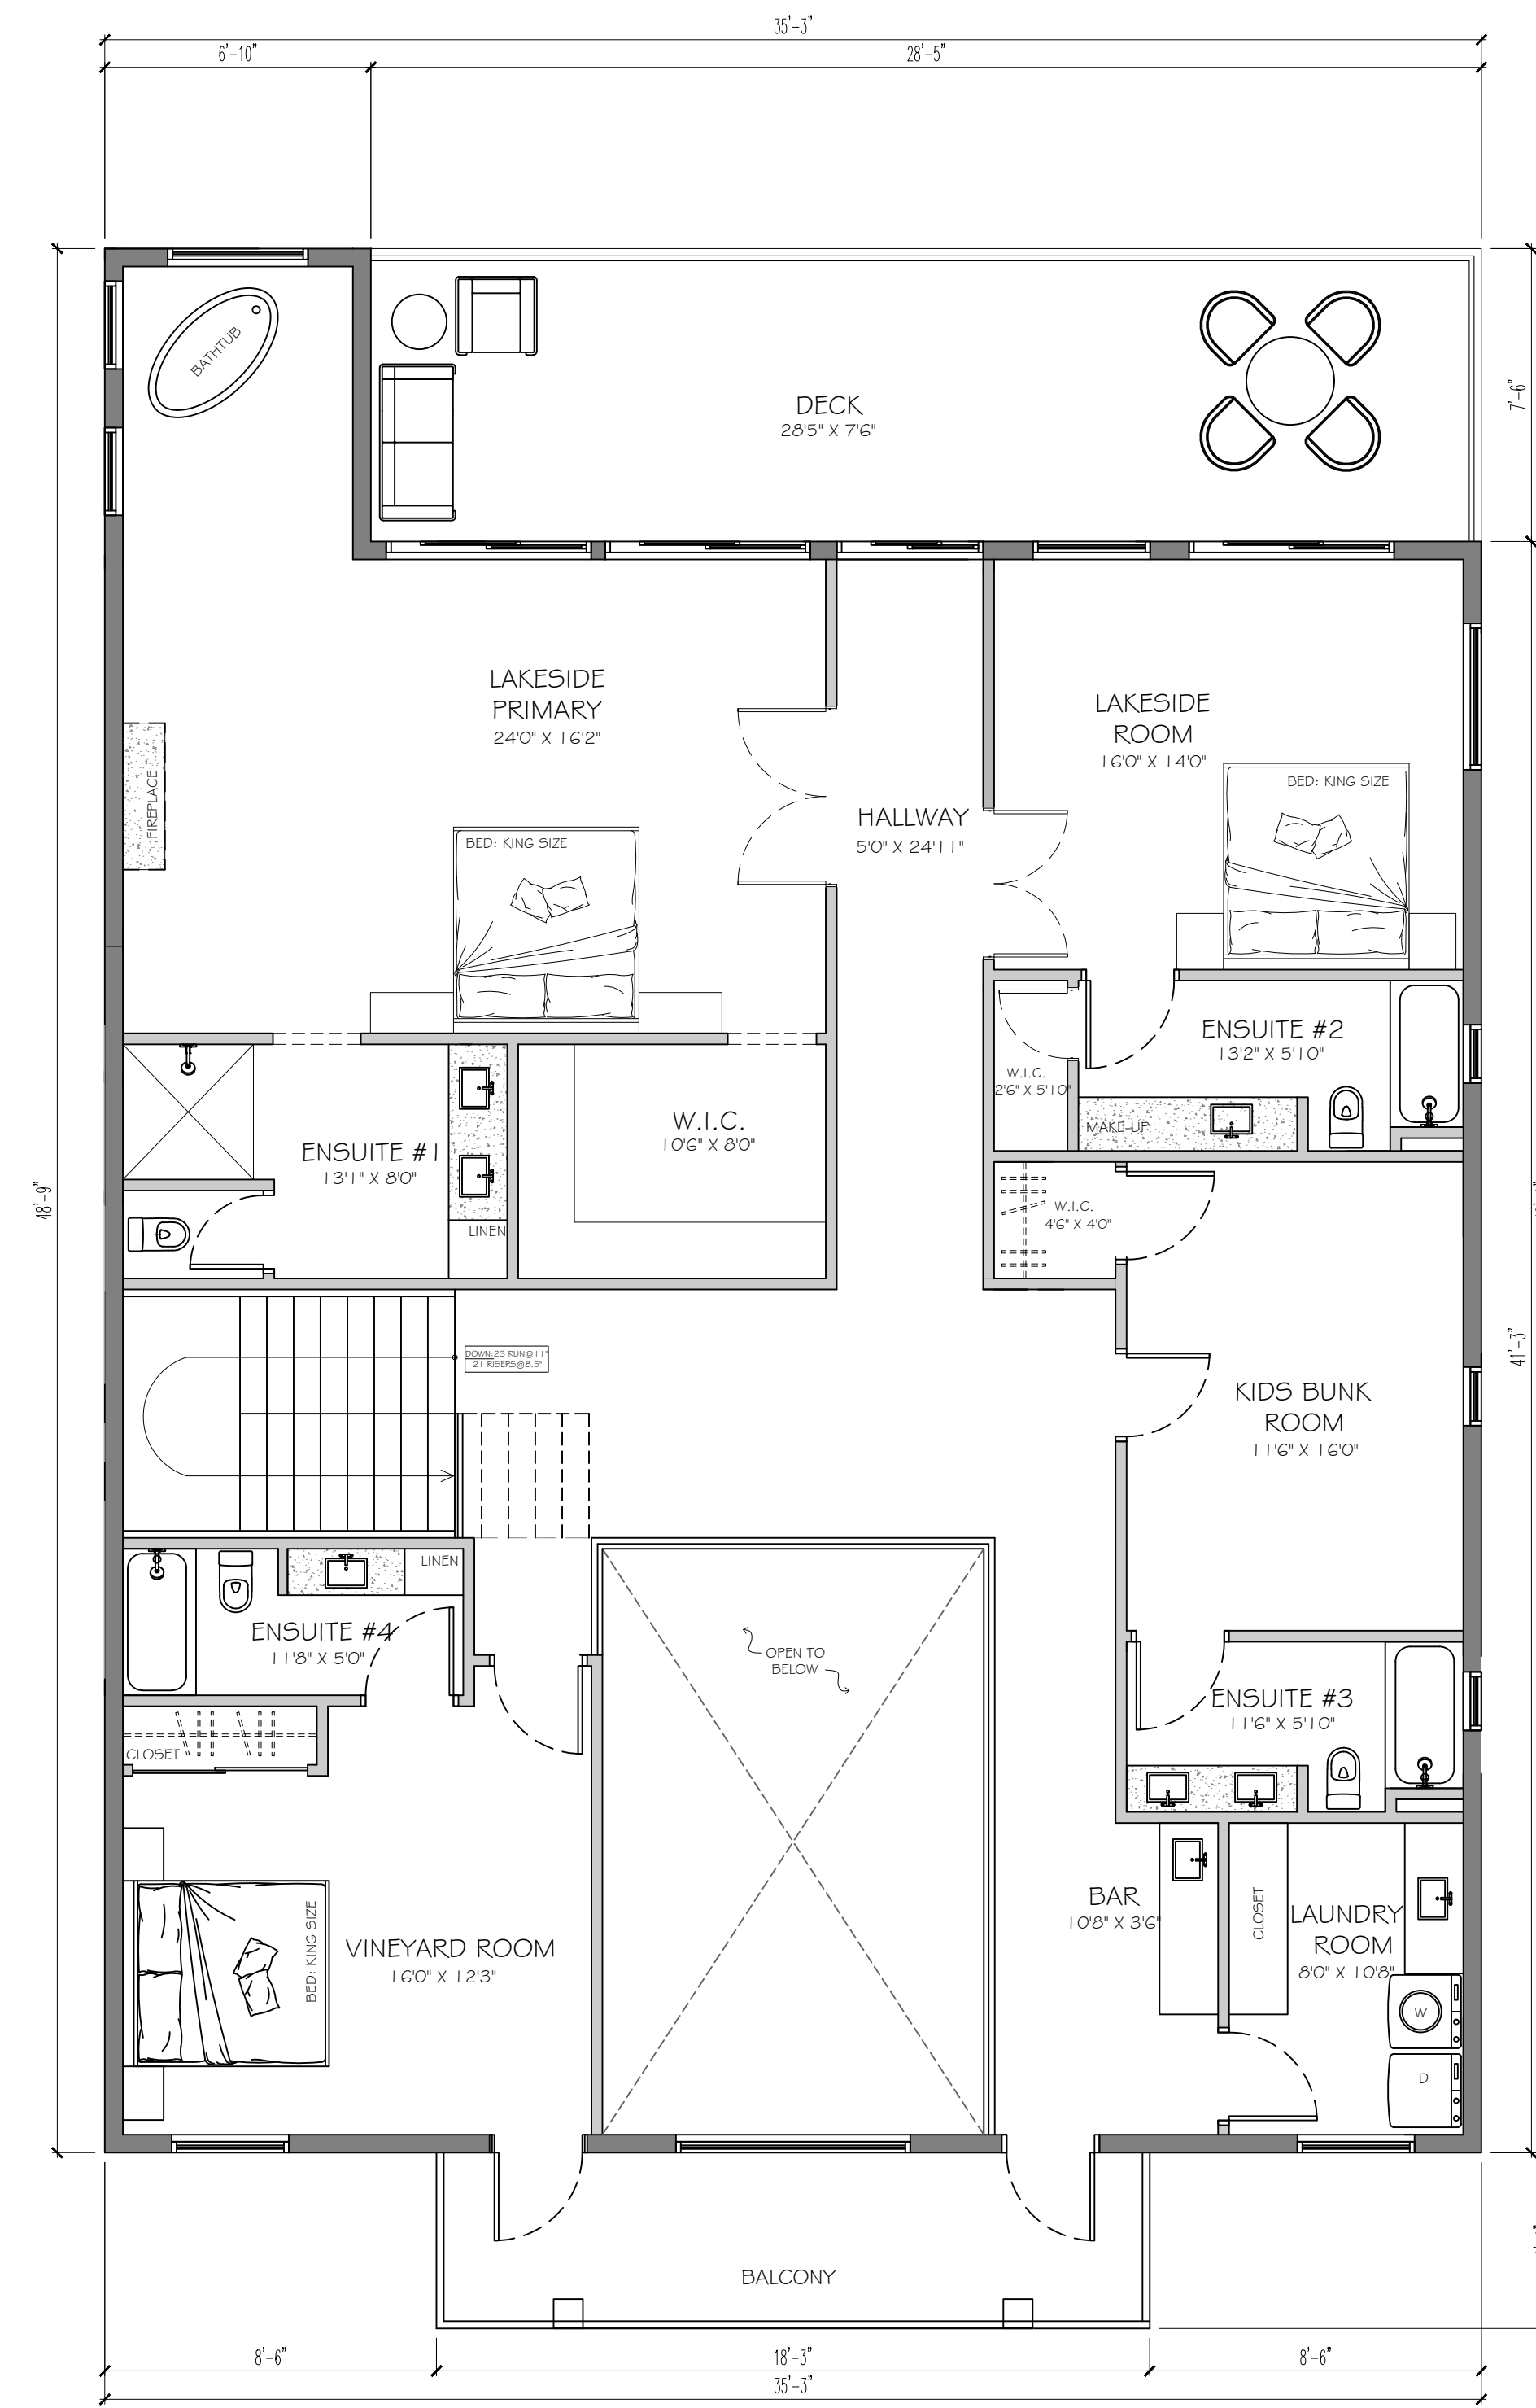 35'-3"
6'-10"
28'-5"
BATHTUB
DECK
28'5" X 7'6"
7'-6"
LAKESIDE
PRIMARY
24'0" X 16'2"
LAKESIDE
ROOM
16'0" X 14'0"
FIREPLACE
BED: KING SIZE
BED: KING SIZE
HALLWAY
5'0" X 24'11"
ENSUITE #2
13'2" X 5'10"
W.I.C.
2'6" X 5'10"
MAKE-UP
W.I.C.
10'6" X 8'0"
ENSUITE #1
13'1" X 8'0"
LINEN
W.I.C.
4'6" X 4'0"
48'-9"
DOWN:23 RUN@11"
21 RISERS@8.5"
41'-3"
KIDS BUNK
ROOM
11'6" X 16'0"
LINEN
ENSUITE #4
11'8" X 5'0"
OPEN TO
BELOW
ENSUITE #3
11'6" X 5'10"
CLOSET
BED: KING SIZE
VINEYARD ROOM
16'0" X 12'3"
BAR
10'8" X 3'6"
CLOSET
LAUNDRY
ROOM
8'0" X 10'8"
W
D
BALCONY
8'-6"
18'-3"
8'-6"
35'-3"